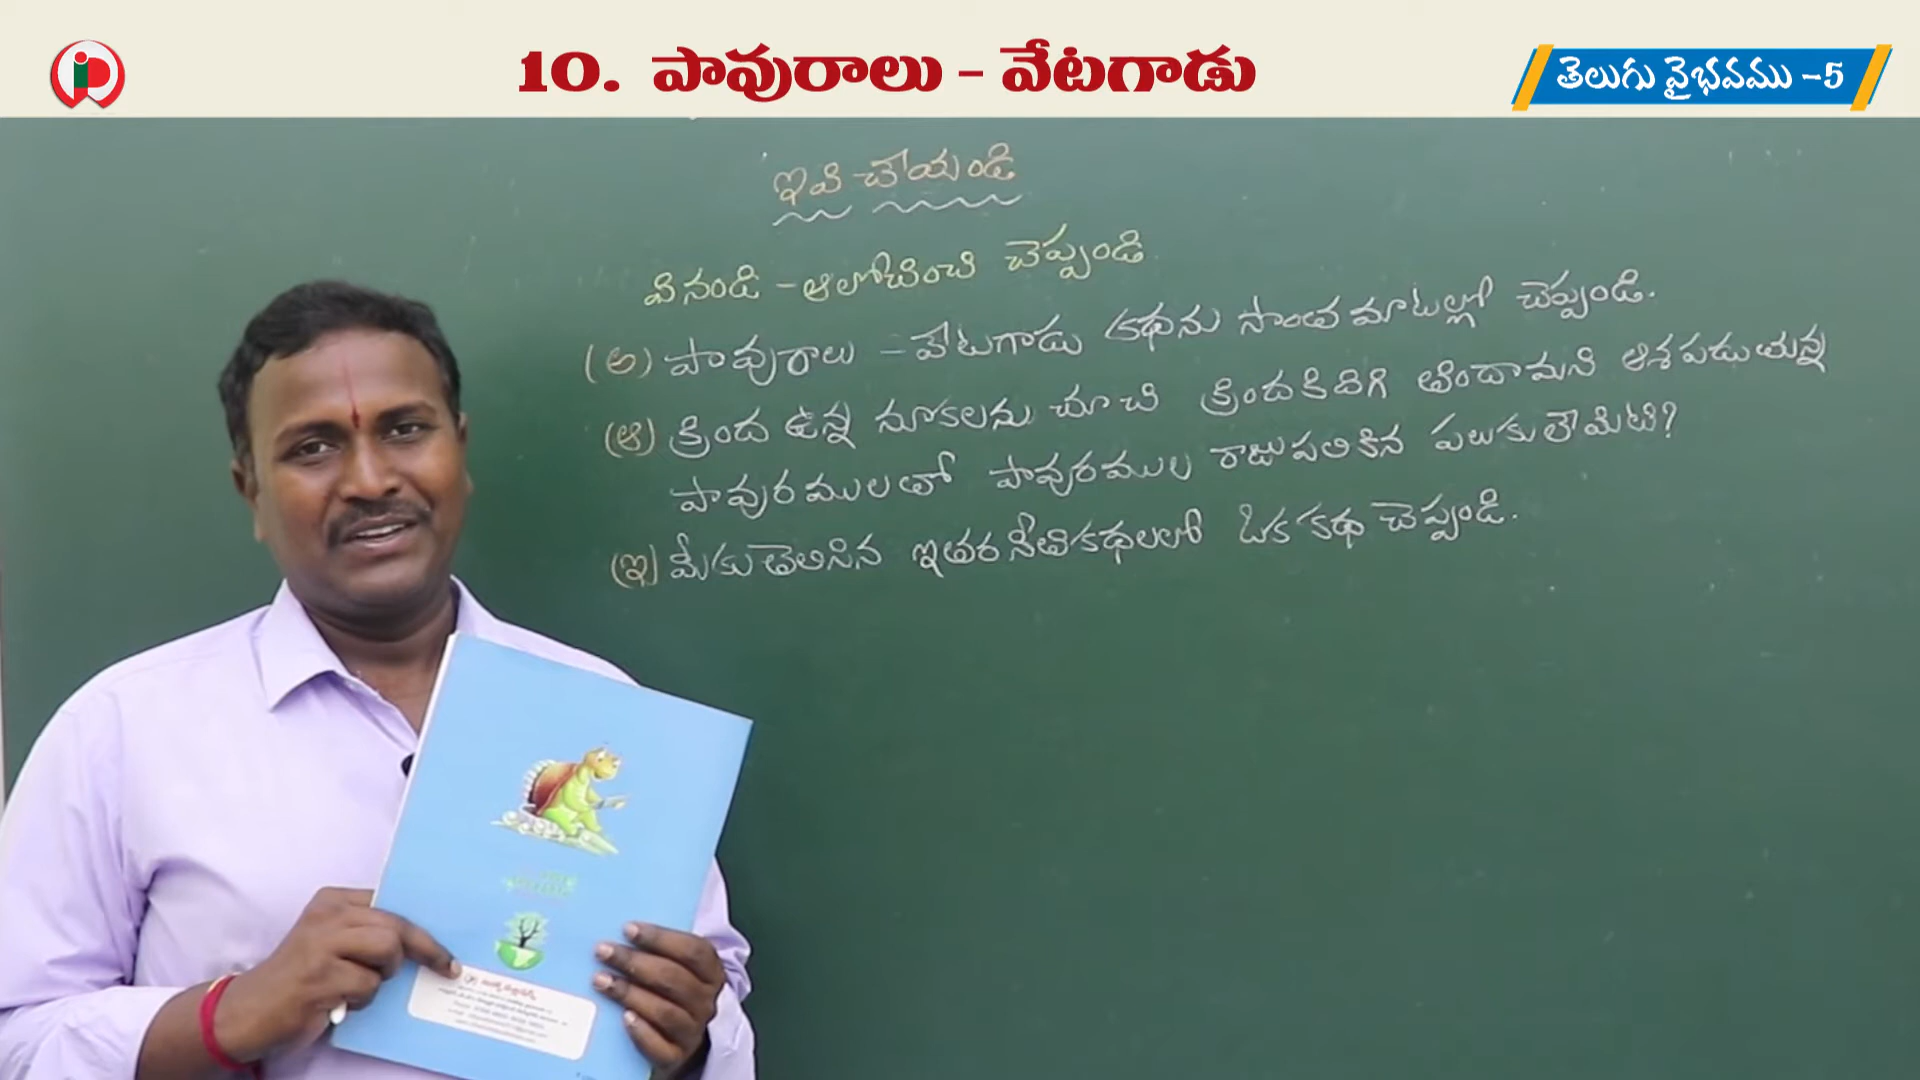 10. పావురాలు – వేటగాడు
తెలుగు వైభవము –5
ఇవి చేయండి
వినండి – ఆలోచించి చెప్పండి
(అ) పావురాలు – వేటగాడు కథను సొంత మాటల్లో చెప్పండి.
(ఆ) క్రింద ఉన్న నూకలను చూచి క్రిందకి దిగి తిందామని ఆశపడుతున్న
పావురములతో పావురముల రాజు పలికిన పలుకులేమిటి?
(ఇ) మీకు తెలిసిన ఇతర నీతి కథలలో ఒక కథ చెప్పండి.